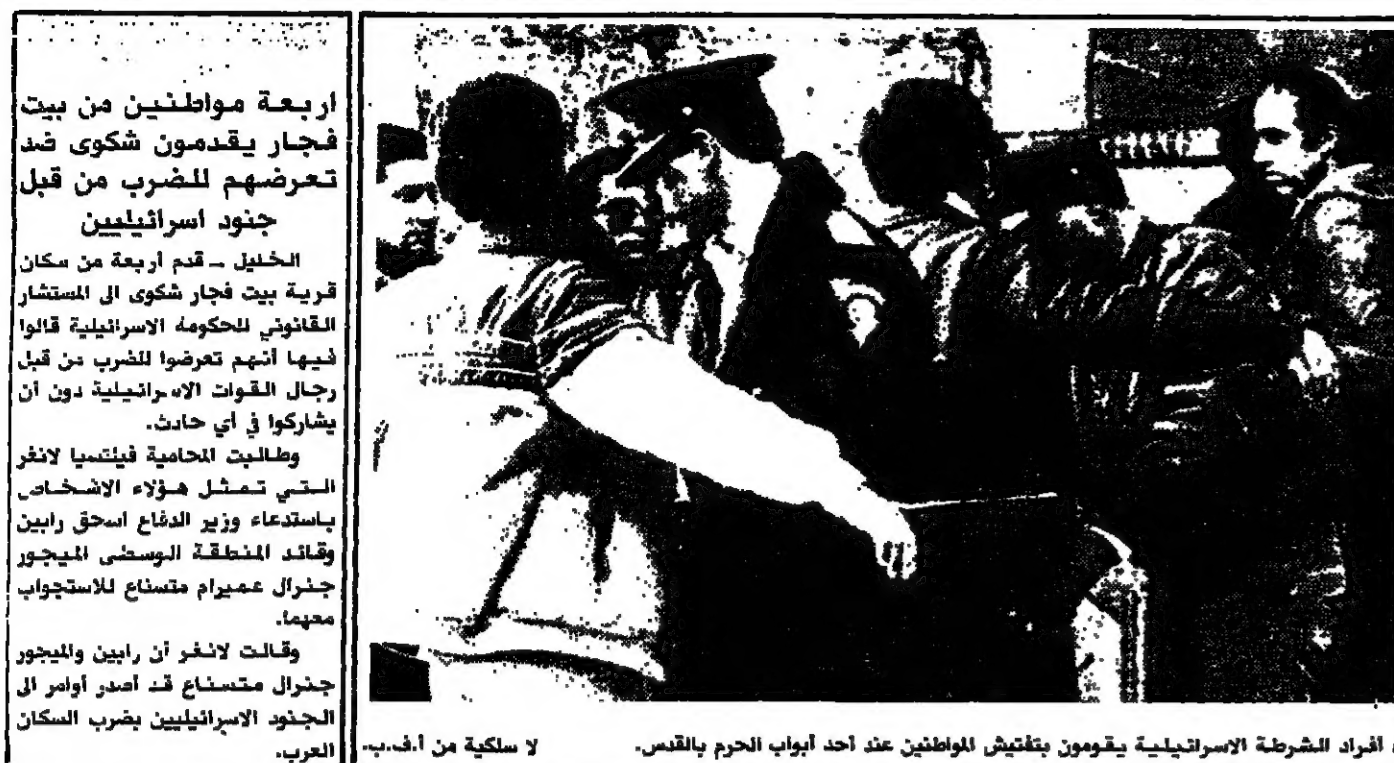 اربعة مواطنين من بيت
فجار يقدمون شكوى ضد
تعرضهم للضرب من قبل
جنود اسرائيليين
الخليل ــ قدم أربعة من سكان
قرية بيت فجار شكوى الى المستشار
القانوني للحكومة الاسرائيلية قالوا
فيها أنهم تعرضوا للضرب من قبل
رجال القوات الاسرائيلية دون أن
يشاركوا في أي حادث.
وطالبت المحامية فيلتسيا لانغر
التي تمثل هؤلاء الاشخاص
باستدعاء وزير الدفاع اسحق رابين
وقائد المنطقة الوسطى الميجور
جنرال عميرام متسناع للاستجواب
معهما.
وقالت لانغر أن رابين والميجور
جنرال متسناع قد أصدر أوامر الى
الجنود الاسرائيليين بضرب السكان
العرب.
أفراد الشرطة الاسرائيلية يقومون بتفتيش المواطنين عند أحد أبواب الحرم بالقدس.
لا سلكية من أ.ف.ب.